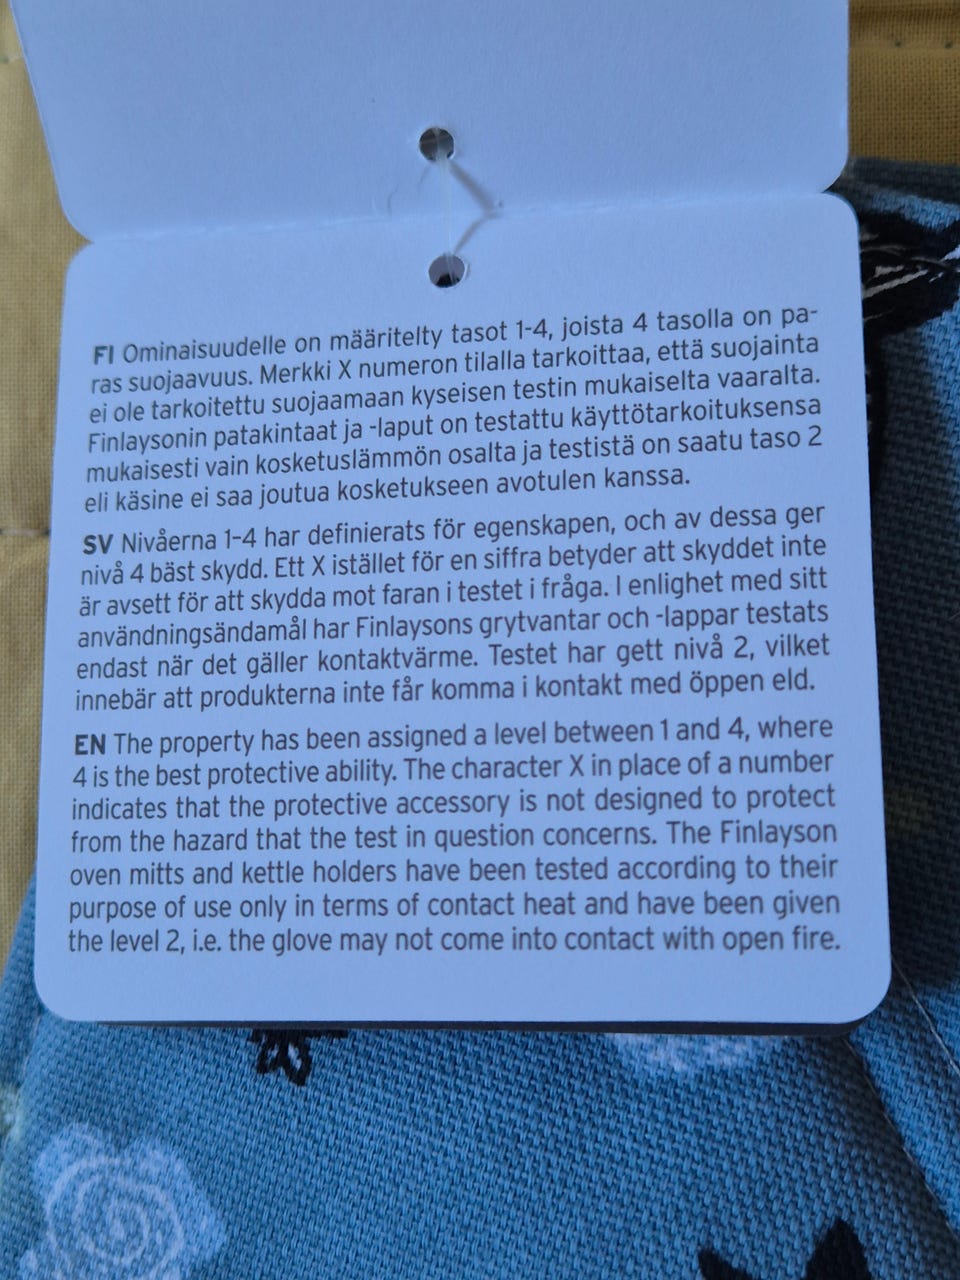 FI Ominaisuudelle on määritelty tasot 1-4, joista 4 tasolla on pa-
ras suojaavuus. Merkki X numeron tilalla tarkoittaa, että suojainta
ei ole tarkoitettu suojaamaan kyseisen testin mukaiselta vaaralta.
Finlaysonin patakintaat ja -laput on testattu käyttötarkoituksensa
mukaisesti vain kosketuslämmön osalta ja testistä on saatu taso 2
eli käsine ei saa joutua kosketukseen avotulen kanssa.
SV Nivåerna 1-4 har definierats för egenskapen, och av dessa ger
nivå 4 bäst skydd. Ett X istället för en siffra betyder att skyddet inte
är avsett för att skydda mot faran i testet i fråga. I enlighet med sitt
användningsändamål har Finlaysons grytvantar och -lappar testats
endast när det gäller kontaktvärme. Testet har gett nivå 2, vilket
innebär att produkterna inte får komma i kontakt med öppen eld.
EN The property has been assigned a level between 1 and 4, where
4 is the best protective ability. The character X in place of a number
indicates that the protective accessory is not designed to protect
from the hazard that the test in question concerns. The Finlayson
oven mitts and kettle holders have been tested according to their
purpose of use only in terms of contact heat and have been given
the level 2, i.e. the glove may not come into contact with open fire.